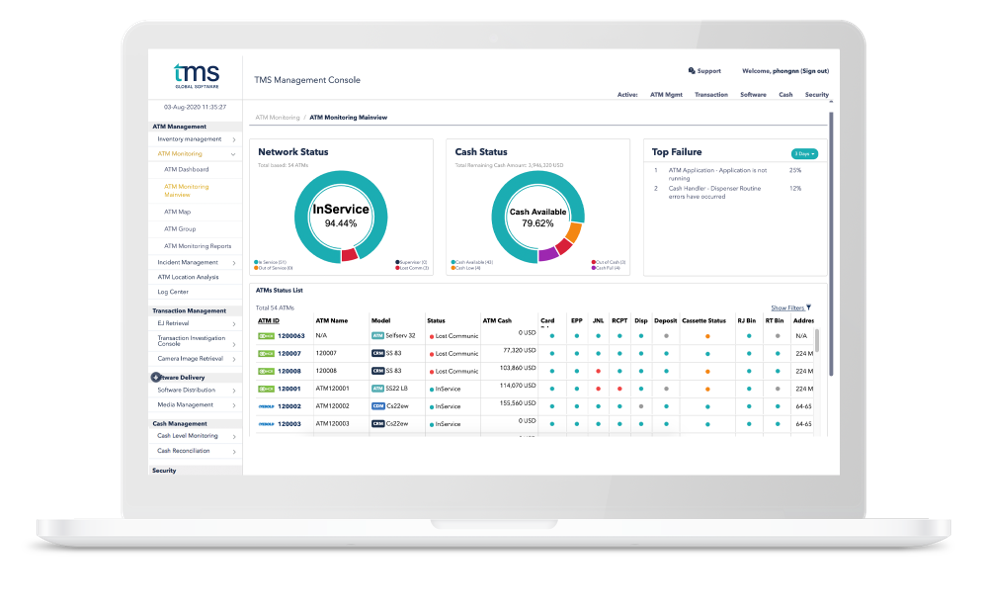 tms
GLOBAL SOFTWARE
TMS Management Console
Support
Welcome, phongnn (Sign out)
Active:
ATM Mgmt
Transaction
Software
Cash
Security
03-Aug-2020 11:35:27
ATM Management
Inventory management
ATM Monitoring
ATM Dashboard
ATM Monitoring
Mainview
ATM Map
ATM Group
ATM Monitoring Reports
Incident Management
ATM Location Analysis
Log Center
Transaction Management
EJ Retrieval
Transaction Investigation
Console
Camera Image Retrieval
ftware Delivery
Software Distribution
Media Management
Cash Management
Cash Level Monitoring
Cash Reconciliation
Security
ATM Monitoring / ATM Monitoring Mainview
Network Status
Total towed: 54 ATMs
InService
94.44%
In Service (51)
Supervisor (0)
Out of Service (0)
Lost Comm (3)
Cash Status
Total Remaining Cash Amount: 3,946,320 USD
Cash Available
79.62%
Cash Available (43)
Out of Cash (3)
Cash Low (4)
Cash Full (4)
Top Failure
3 Days
1 ATM Application - Application is not 25%
running
2 Cash Handler - Dispenser Routine 12%
errors have occurred
ATMs Status List
Total 54 ATMs
Show Filters
ATM ID ATM Name Model Status ATM Cash Card EPP JNL RCPT Disp Deposit Cassette Status RJ Bin RT Bin Addres
1200063 N/A ATM Selfserv 32 Lost Communic 0 USD N/A
120007 120007 CRM SS 83 Lost Communic 77,320 USD 224 M
120008 120008 CRM SS 83 Lost Communic 103,860 USD 224 M
120001 ATM120001 ATM SS22 LB InService 114,070 USD 224 M
120002 ATM120002 CRM Cs22ew InService 155,560 USD 64-65
120003 ATM120003 CRM Cs22ew InService 0 USD 64-65